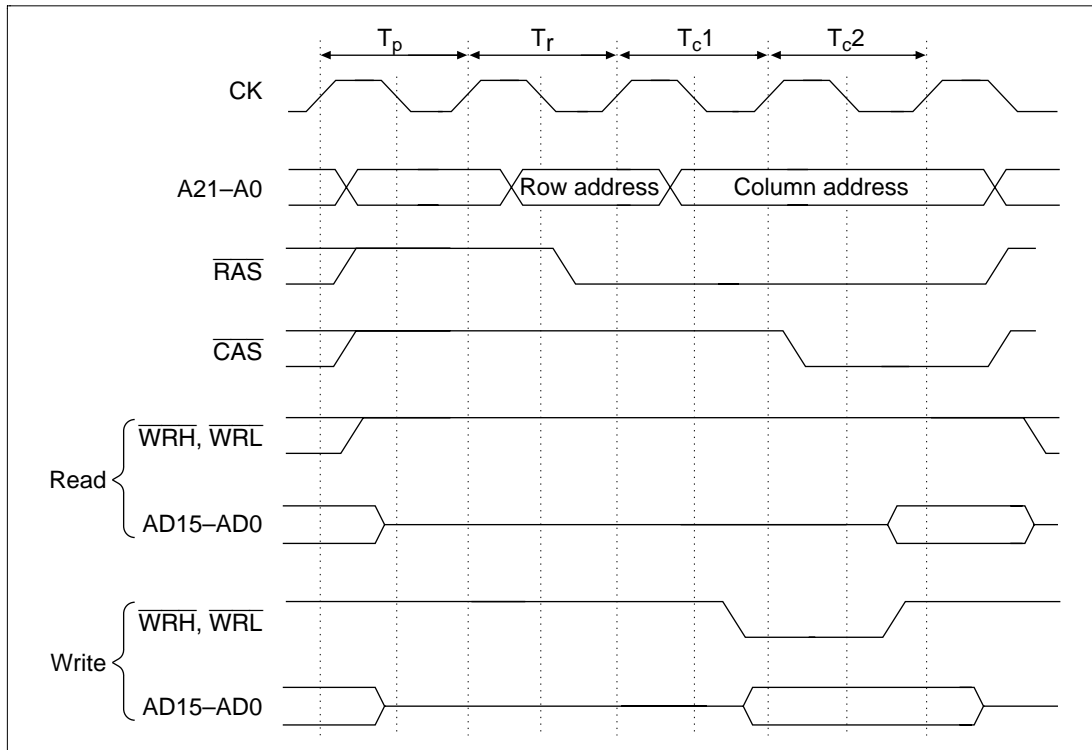 Tp Tr Tc1 Tc2
CK
A21–A0 Row address Column address
RAS
CAS
WRH, WRL
Read
AD15–AD0
WRH, WRL
Write
AD15–AD0